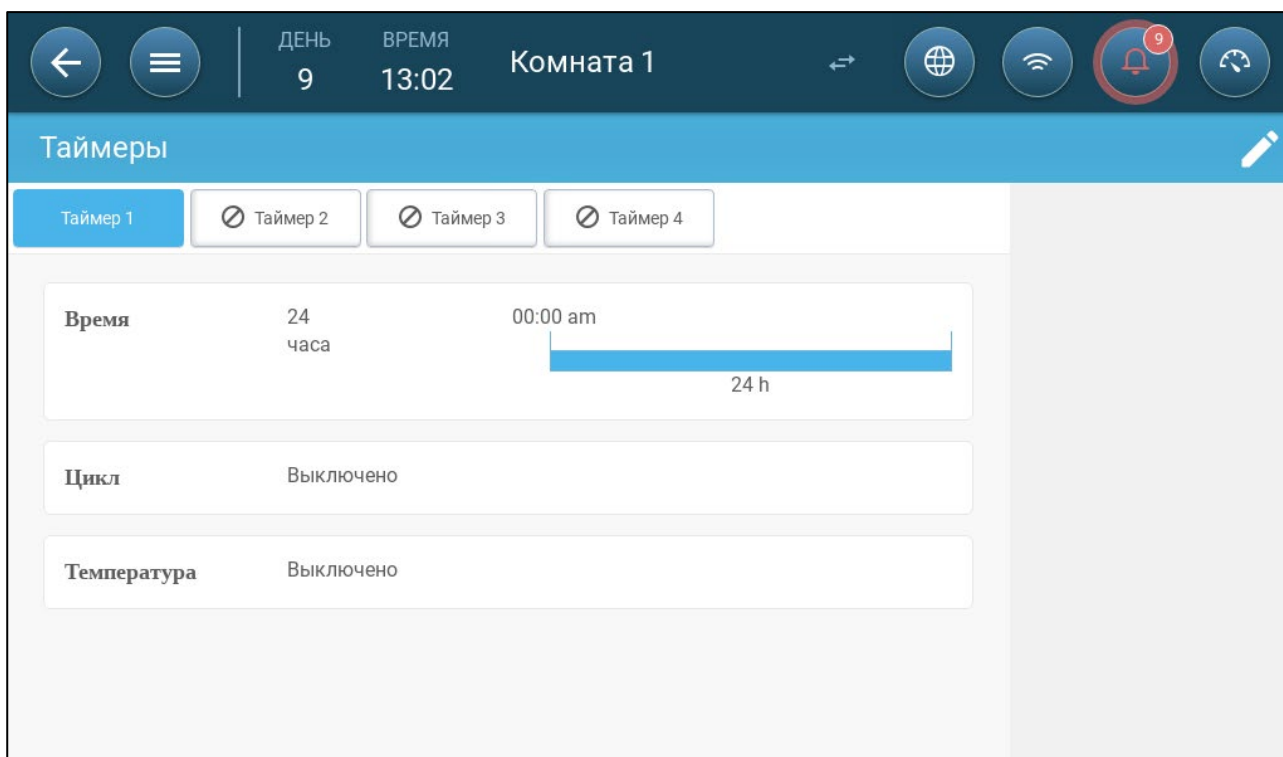 ДЕНЬ ВРЕМЯ
9 13:02 Комната 1 9
Таймеры
Таймер 1 Таймер 2 Таймер 3 Таймер 4
Время 24 00:00 am
часа
24 h
Цикл Выключено
Температура Выключено